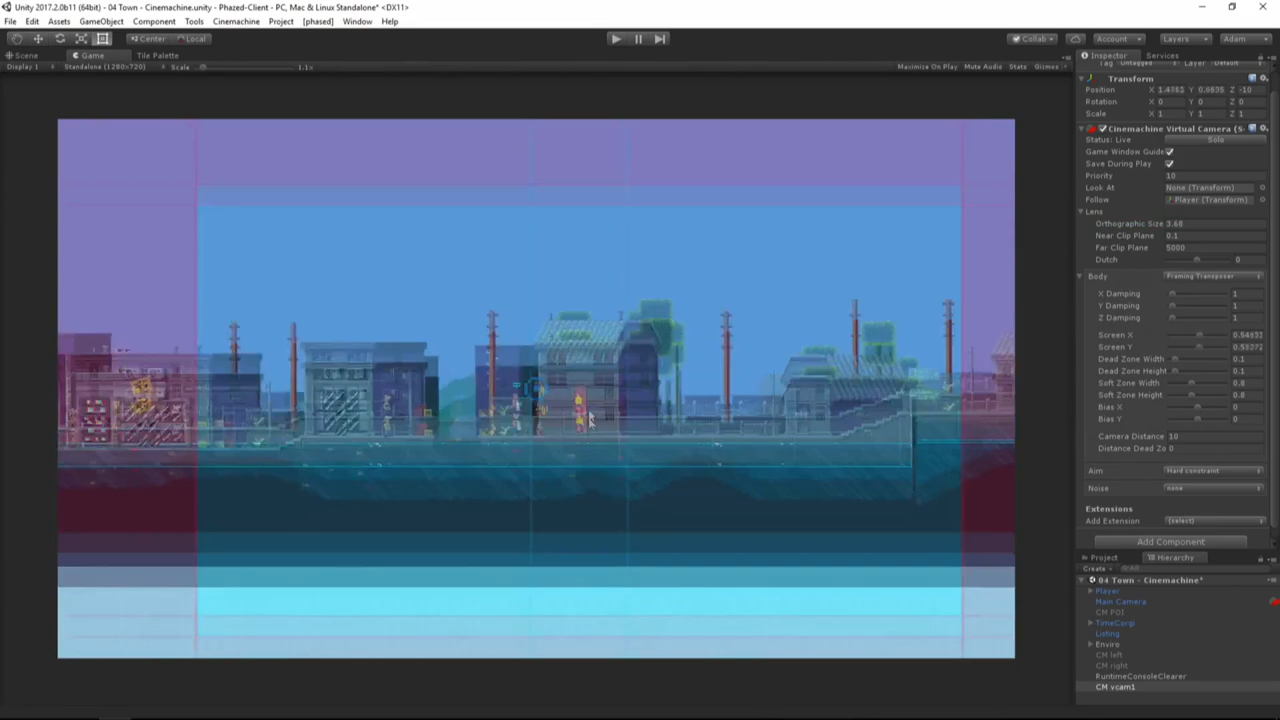 Unity 2017.2.0b11 (64bit) - 04 Town - Cinemachine.unity - Phazed-Client - PC, Mac & Linux Standalone* <DX11>
File Edit Assets GameObject Component Tools Cinemachine Project [phased] Window Help
Center Local Collab Account Layers Adam
Scene Game Tile Palette Inspector Services
Display 1 Standalone (1280x720) Scale 1.1× Maximize On Play Mute Audio Stats Gizmos
Tag Untagged Layer Default
Transform
Position X Y Z -10
Rotation X 0 Y 0 Z 0
Scale X 1 Y 1 Z 1
Cinemachine Virtual Camera (S
Status: Live Solo
Game Window Guide
Save During Play
Priority 10
Look At None (Transform)
Follow Player (Transform)
Lens
Orthographic Size 3.68
Near Clip Plane 0.1
Far Clip Plane 5000
Dutch 0
Body Framing Transposer
X Damping 1
Y Damping 1
Z Damping 1
Screen X
Screen Y
Dead Zone Width 0.1
Dead Zone Height 0.1
Soft Zone Width 0.8
Soft Zone Height 0.8
Bias X 0
Bias Y 0
Camera Distance 10
Distance Dead Zo 0
Aim Hard constraint
Noise none
Extensions
Add Extension (select)
Add Component
Project Hierarchy
Create
04 Town - Cinemachine*
Player
Main Camera
CM POI
TimeCorgi
Listing
Enviro
CM left
CM right
RuntimeConsoleClearer
CM vcam1